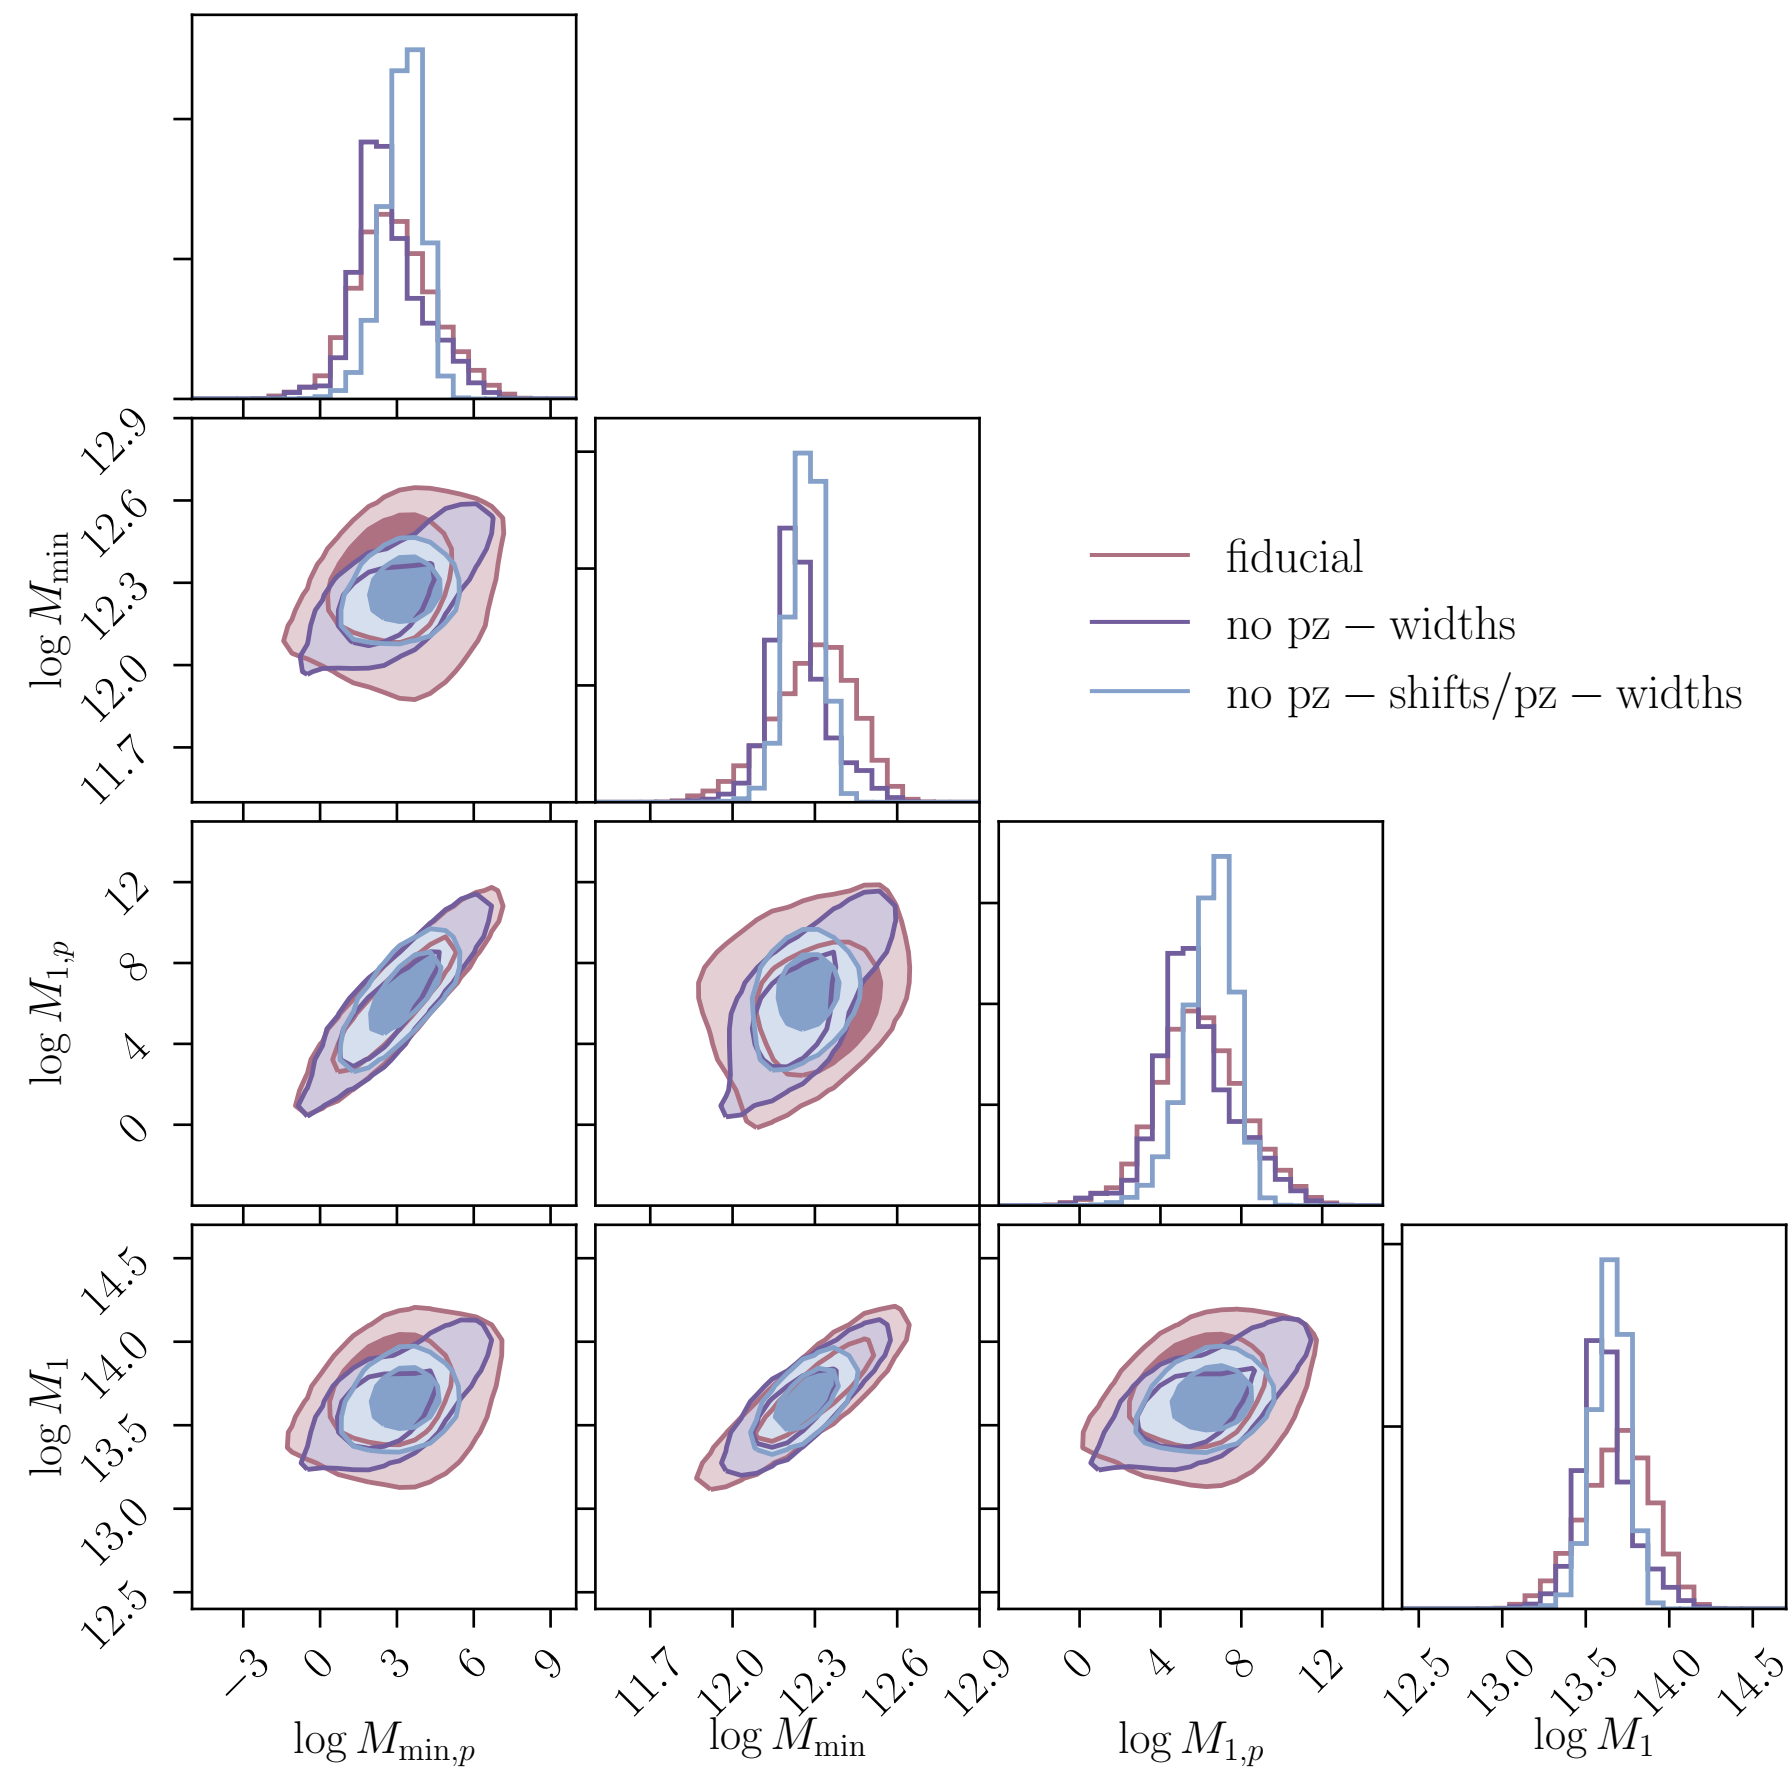 log M_min
12.9
12.6
12.3
12.0
11.7
fiducial
no pz − widths
no pz − shifts/pz − widths
log M_1,p
12
8
4
0
log M_1
14.5
14.0
13.5
13.0
12.5
−3 0 3 6 9
11.7 12.0 12.3 12.6 12.9
0 4 8 12
12.5 13.0 13.5 14.0 14.5
log M_min,p
log M_min
log M_1,p
log M_1